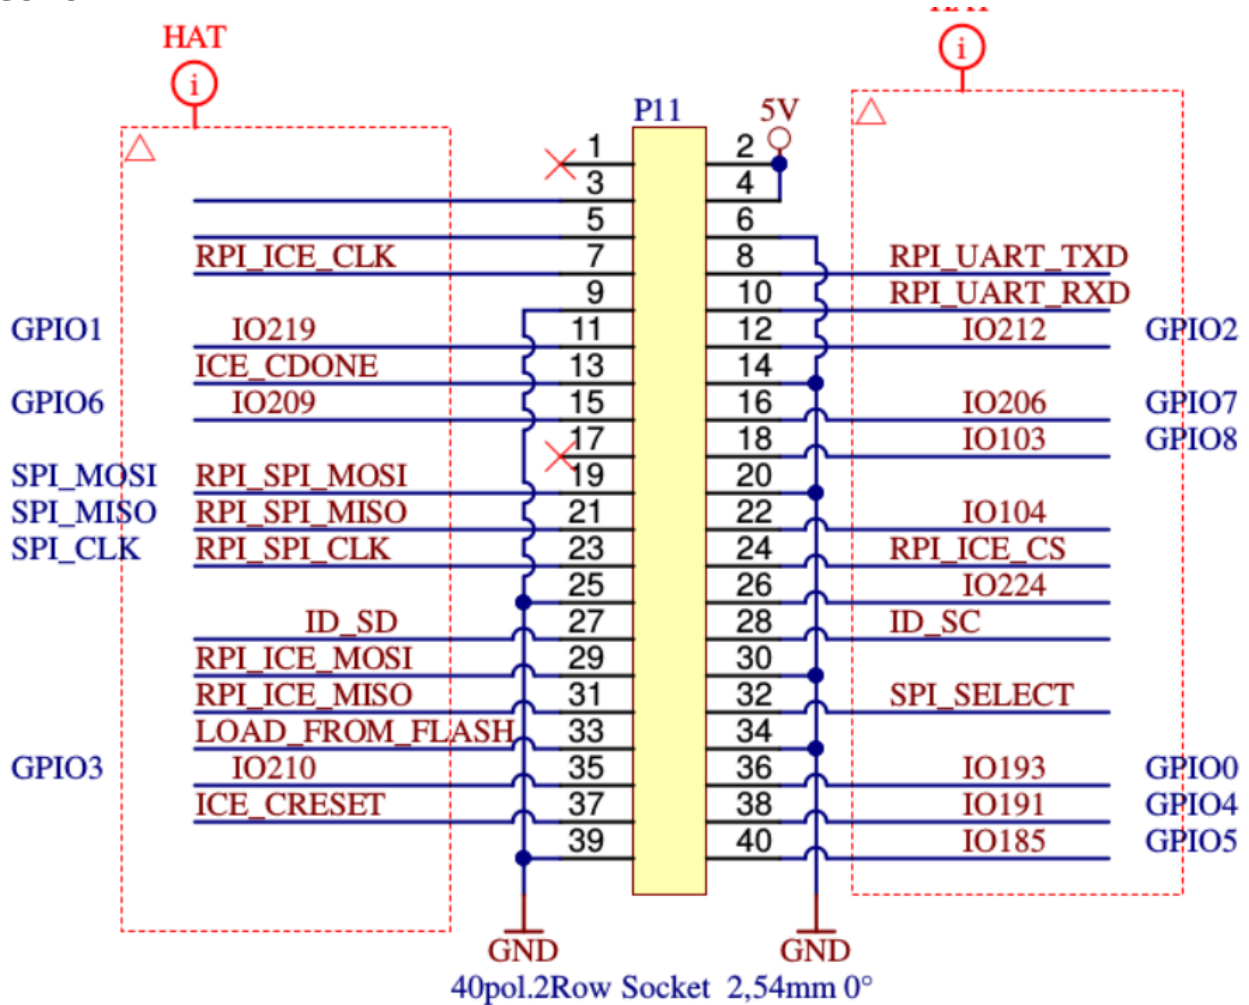 HAT
i
i
P11
5V
1 2
3 4
5 6
RPI_ICE_CLK 7 8 RPI_UART_TXD
9 10 RPI_UART_RXD
GPIO1 IO219 11 12 IO212 GPIO2
ICE_CDONE 13 14
GPIO6 IO209 15 16 IO206 GPIO7
17 18 IO103 GPIO8
SPI_MOSI RPI_SPI_MOSI 19 20
SPI_MISO RPI_SPI_MISO 21 22 IO104
SPI_CLK RPI_SPI_CLK 23 24 RPI_ICE_CS
25 26 IO224
ID_SD 27 28 ID_SC
RPI_ICE_MOSI 29 30
RPI_ICE_MISO 31 32 SPI_SELECT
LOAD_FROM_FLASH 33 34
GPIO3 IO210 35 36 IO193 GPIO0
ICE_CRESET 37 38 IO191 GPIO4
39 40 IO185 GPIO5
GND GND
40pol.2Row Socket 2,54mm 0°